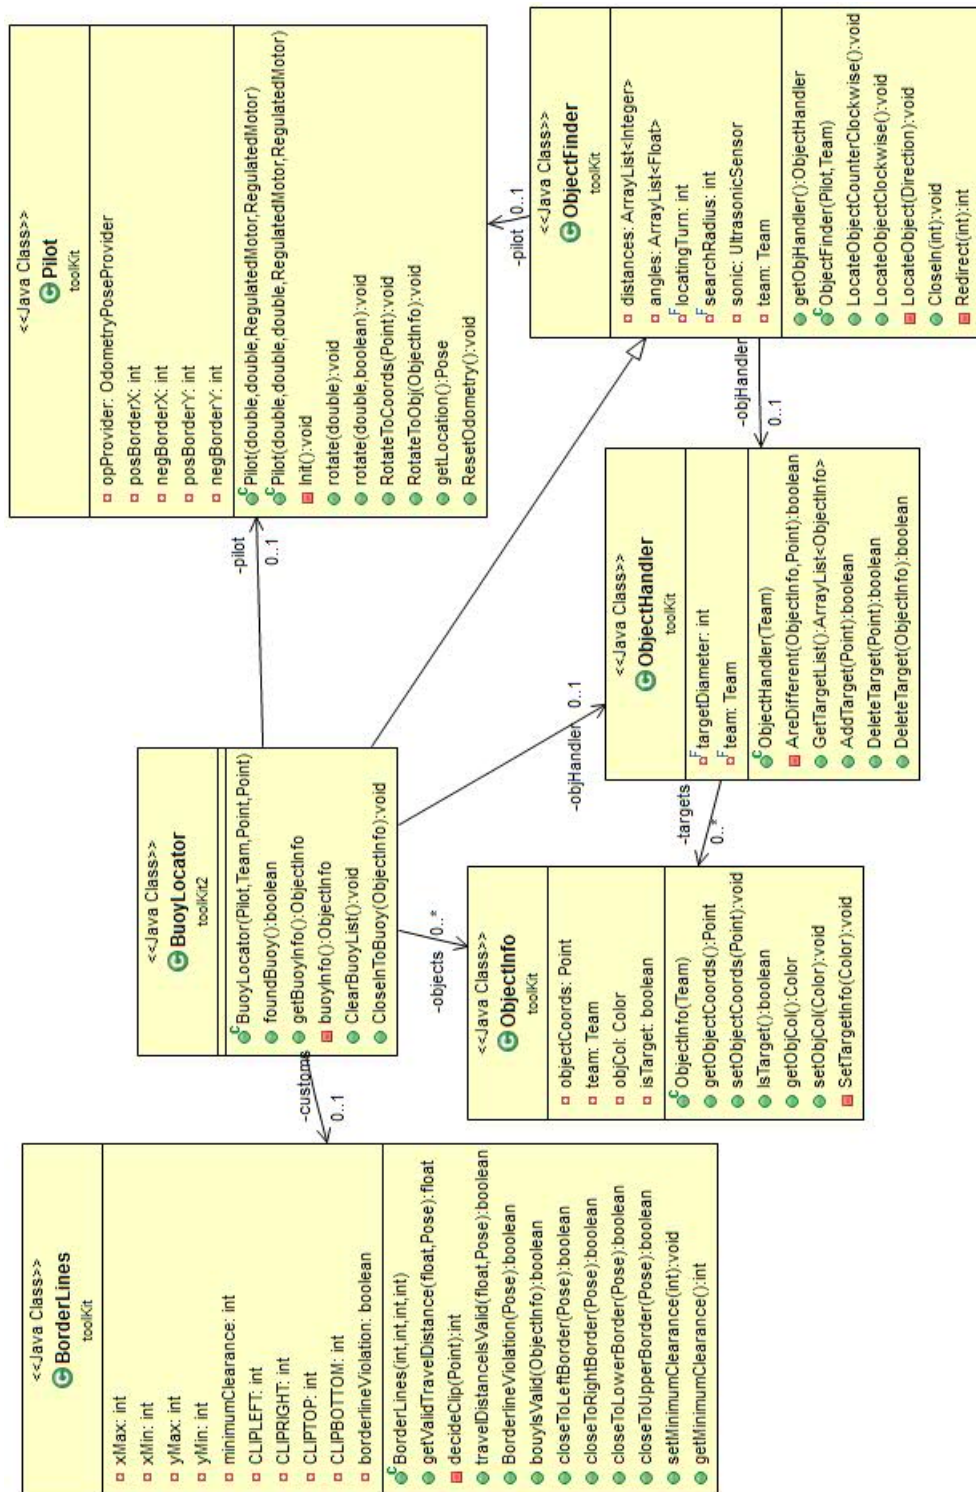 <<Java Class>>
BorderLines
toolKit
xMax: int
xMin: int
yMax: int
yMin: int
minimumClearance: int
CLIPLEFT: int
CLIPRIGHT: int
CLIPTOP: int
CLIPBOTTOM: int
borderlineViolation: boolean
BorderLines(int,int,int,int)
getValidTravelDistance(float,Pose):float
decideClip(Point):int
travelDistanceIsValid(float,Pose):boolean
BorderlineViolation(Pose):boolean
bouyIsValid(ObjectInfo):boolean
closeToLeftBorder(Pose):boolean
closeToRightBorder(Pose):boolean
closeToLowerBorder(Pose):boolean
closeToUpperBorder(Pose):boolean
setMinimumClearance(int):void
getMinimumClearance():int
-customs
0..1
<<Java Class>>
BuoyLocator
toolKit2
BuoyLocator(Pilot,Team,Point,Point)
foundBuoy():boolean
getBuoyInfo():ObjectInfo
buoyInfo():ObjectInfo
ClearBuoyList():void
CloseInToBuoy(ObjectInfo):void
-pilot
0..1
-objects
0..*
-objHandler
0..1
<<Java Class>>
Pilot
toolKit
opProvider: OdometryPoseProvider
posBorderX: int
negBorderX: int
posBorderY: int
negBorderY: int
Pilot(double,double,RegulatedMotor,RegulatedMotor)
Pilot(double,double,double,RegulatedMotor,RegulatedMotor)
Init():void
rotate(double):void
rotate(double,boolean):void
RotateToCoords(Point):void
RotateToObj(ObjectInfo):void
getLocation():Pose
ResetOdometry():void
<<Java Class>>
ObjectInfo
toolKit
objectCoords: Point
team: Team
objCol: Color
isTarget: boolean
ObjectInfo(Team)
getObjectCoords():Point
setObjectCoords(Point):void
IsTarget():boolean
getObjCol():Color
setObjCol(Color):void
SetTargetInfo(Color):void
-targets
0..*
<<Java Class>>
ObjectHandler
toolKit
F targetDiameter: int
F team: Team
ObjectHandler(Team)
AreDifferent(ObjectInfo,Point):boolean
GetTargetList():ArrayList<ObjectInfo>
AddTarget(Point):boolean
DeleteTarget(Point):boolean
DeleteTarget(ObjectInfo):boolean
-objHandler
0..1
-pilot
0..1
<<Java Class>>
ObjectFinder
toolKit
distances: ArrayList<Integer>
angles: ArrayList<Float>
F locatingTurn: int
F searchRadius: int
sonic: UltrasonicSensor
team: Team
getObjHandler():ObjectHandler
ObjectFinder(Pilot,Team)
LocateObjectCounterClockwise():void
LocateObjectClockwise():void
LocateObject(Direction):void
CloseIn(int):void
Redirect(int):int